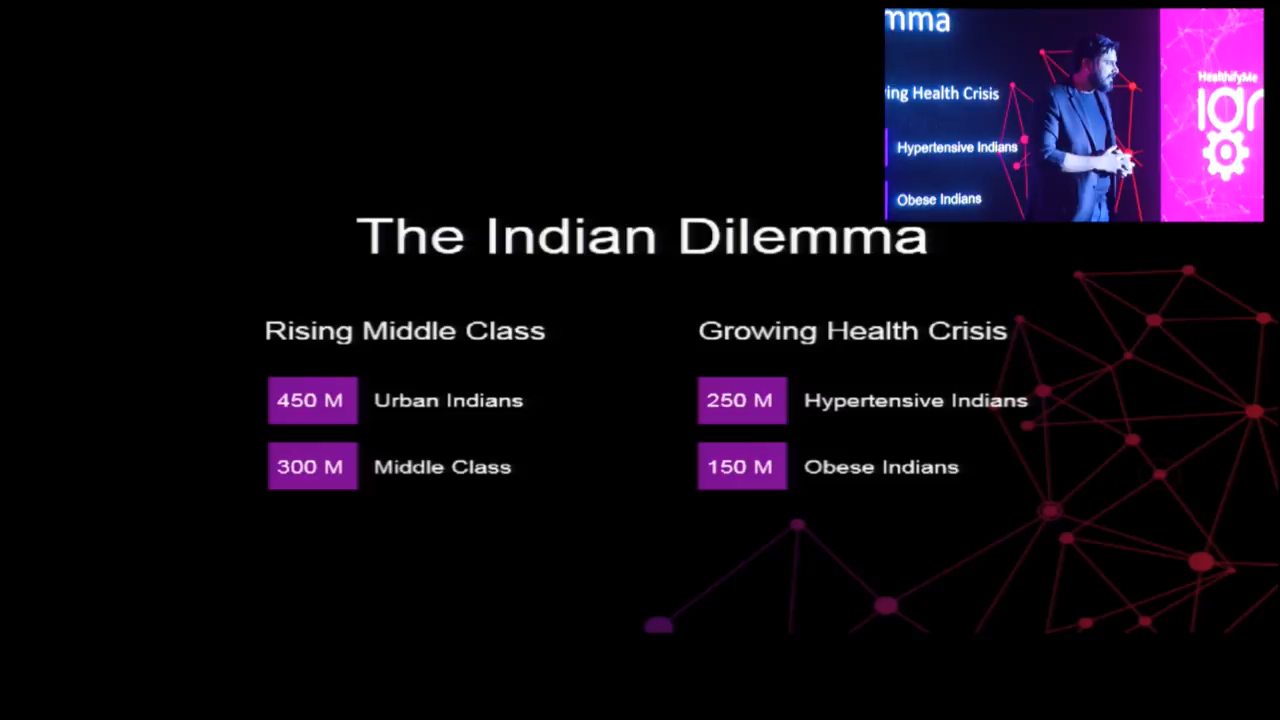 The Indian Dilemma
Rising Middle Class
450 M Urban Indians
300 M Middle Class
Growing Health Crisis
250 M Hypertensive Indians
150 M Obese Indians
mma
ing Health Crisis
Hypertensive Indians
Obese Indians
HealthifyMe